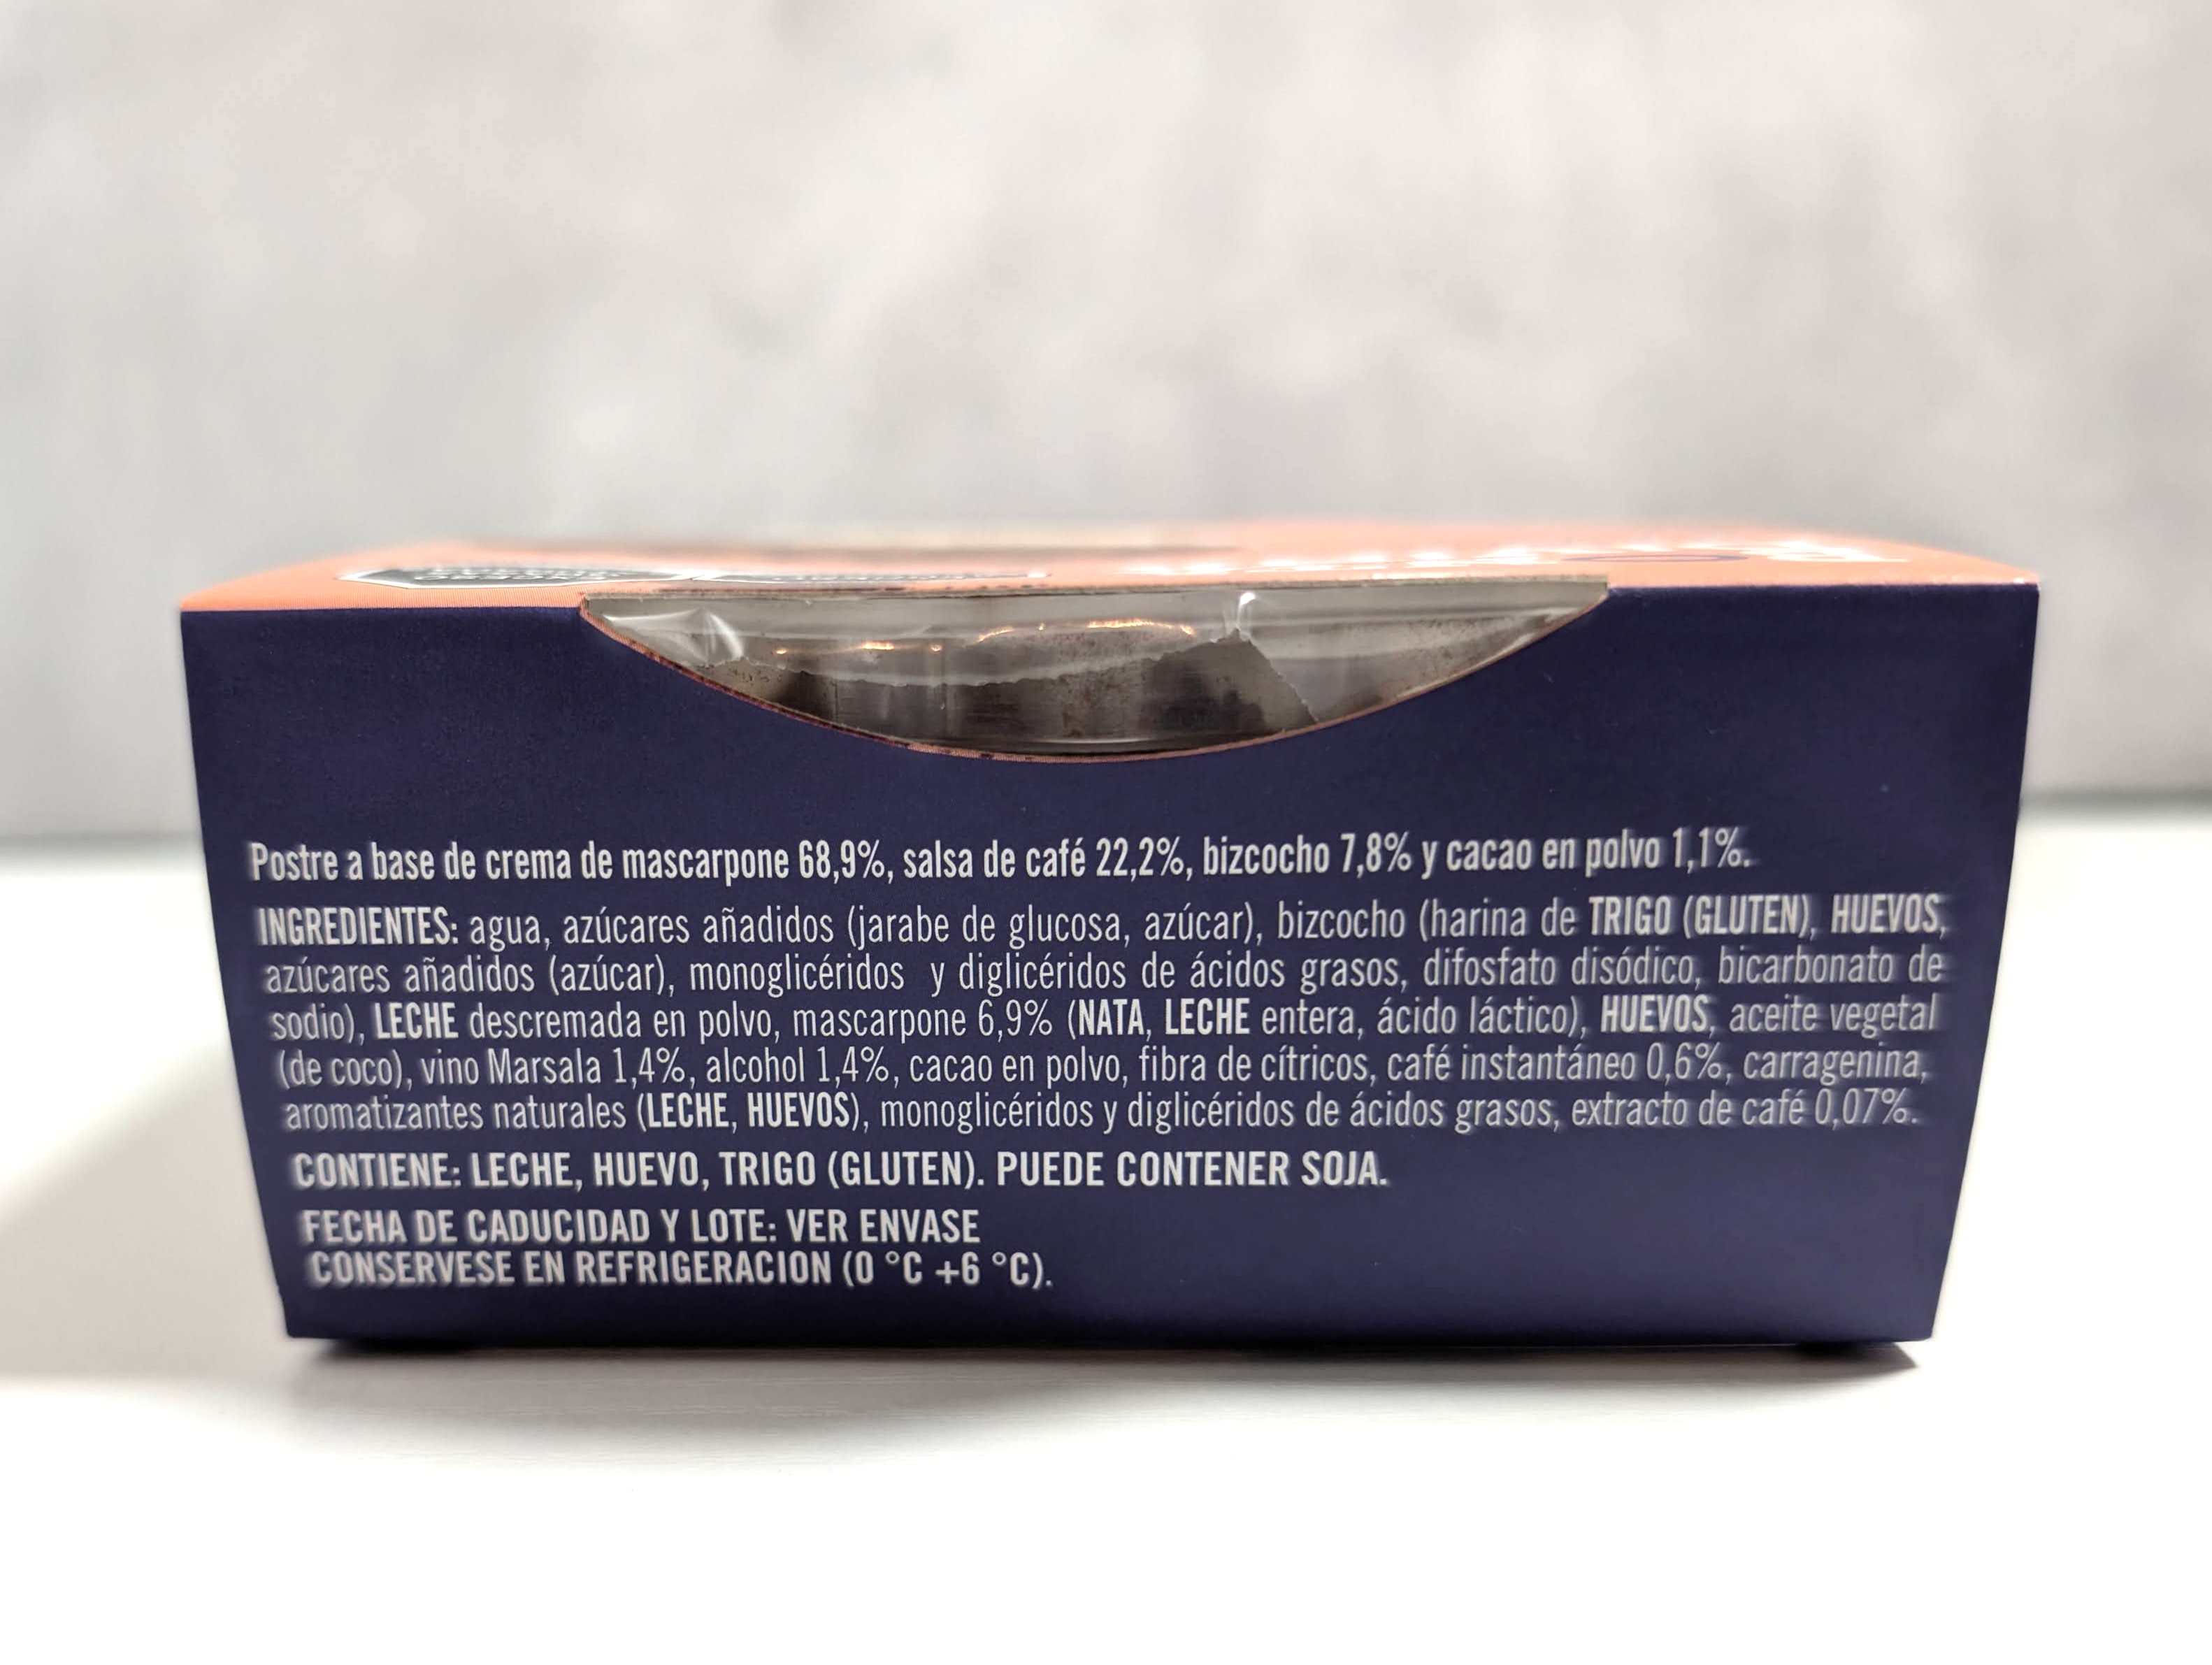 Postre a base de crema de mascarpone 68,9%, salsa de café 22,2%, bizcocho 7,8% y cacao en polvo 1,1%.
INGREDIENTES: agua, azúcares añadidos (jarabe de glucosa, azúcar), bizcocho (harina de TRIGO (GLUTEN), HUEVOS,
azúcares añadidos (azúcar), monoglicéridos y diglicéridos de ácidos grasos, difosfato disódico, bicarbonato de
sodio), LECHE descremada en polvo, mascarpone 6,9% (NATA, LECHE entera, ácido láctico), HUEVOS, aceite vegetal
(de coco), vino Marsala 1,4%, alcohol 1,4%, cacao en polvo, fibra de cítricos, café instantáneo 0,6%, carragenina,
aromatizantes naturales (LECHE, HUEVOS), monoglicéridos y diglicéridos de ácidos grasos, extracto de café 0,07%.
CONTIENE: LECHE, HUEVO, TRIGO (GLUTEN). PUEDE CONTENER SOJA.
FECHA DE CADUCIDAD Y LOTE: VER ENVASE
CONSERVESE EN REFRIGERACION (0 °C +6 °C).